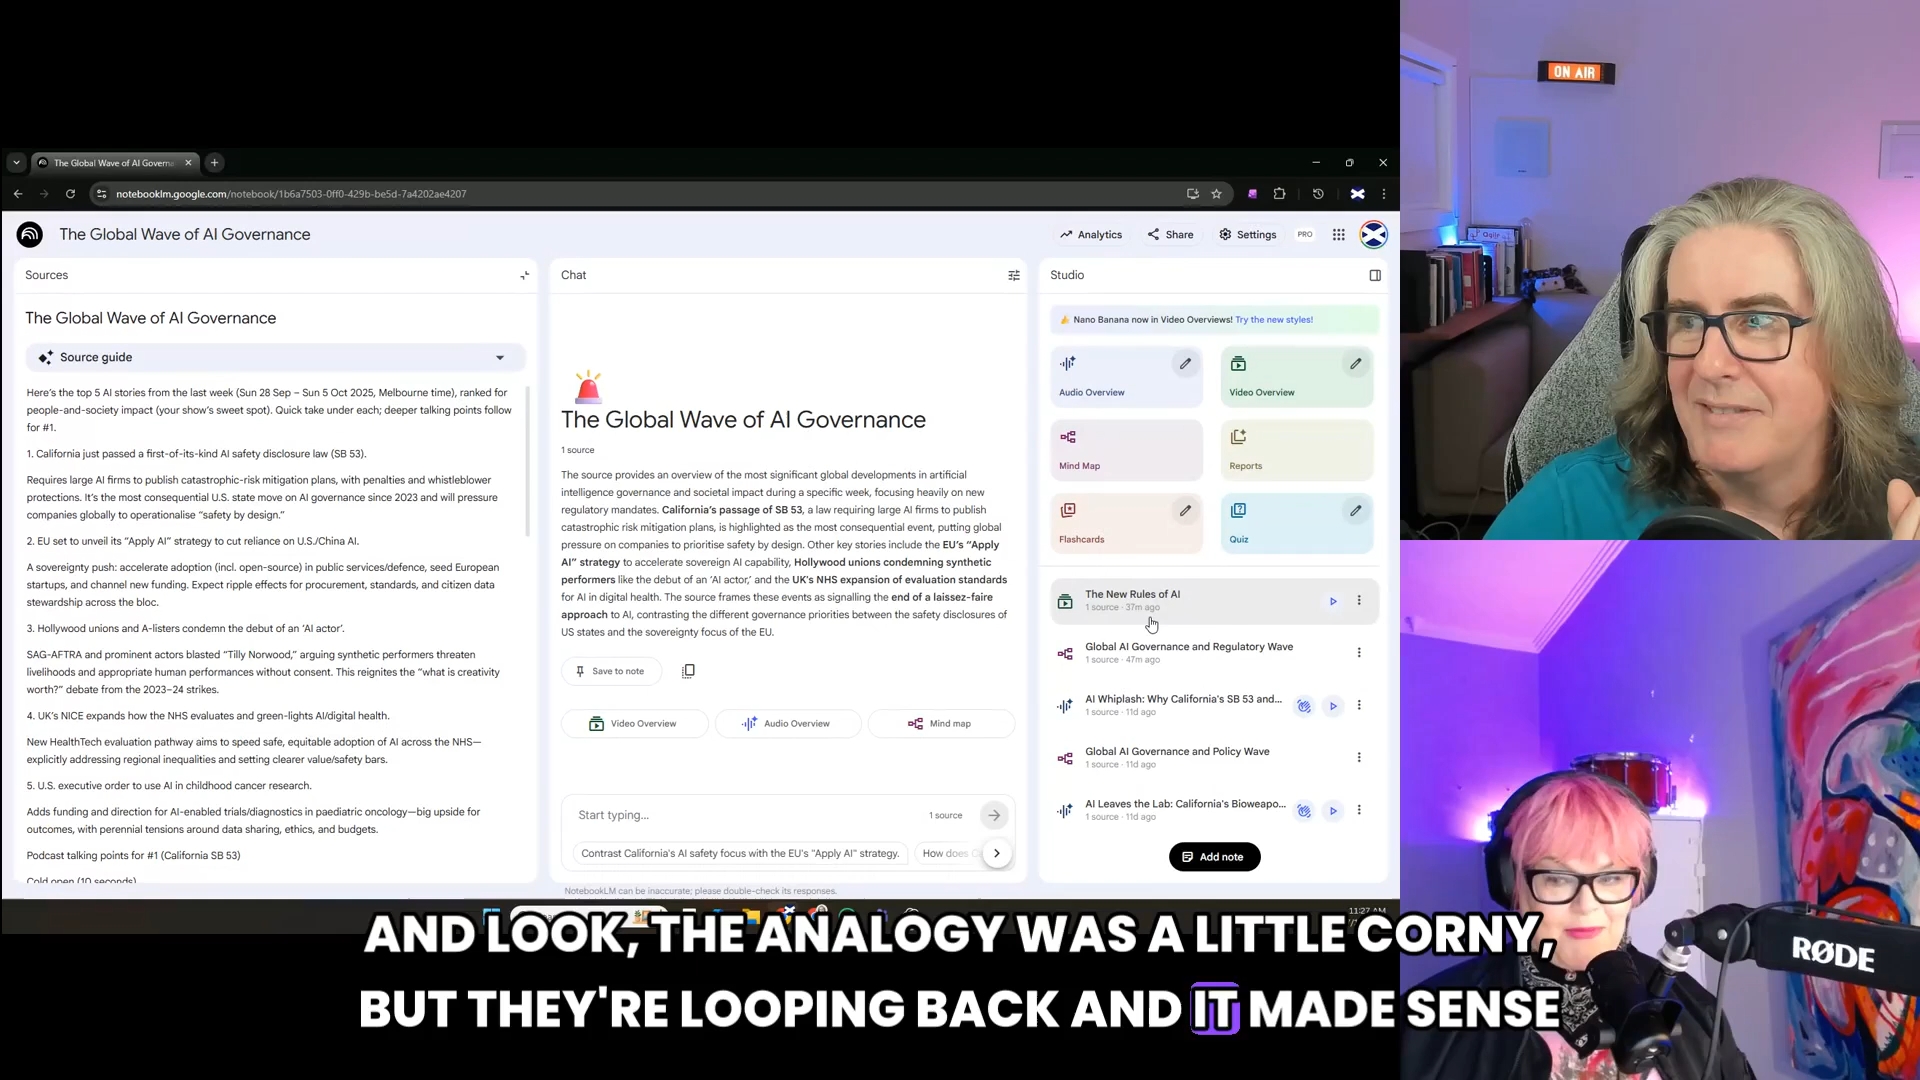 The Global Wave of AI Governa
notebooklm.google.com/notebook/1b6a7503-0ff0-429b-be5d-7a4202ae4207
The Global Wave of AI Governance
Analytics
Share
Settings
PRO
Sources
The Global Wave of AI Governance
Source guide
Here's the top 5 AI stories from the last week (Sun 28 Sep – Sun 5 Oct 2025, Melbourne time), ranked for
people-and-society impact (your show's sweet spot). Quick take under each; deeper talking points follow
for #1.
1. California just passed a first-of-its-kind AI safety disclosure law (SB 53).
Requires large AI firms to publish catastrophic-risk mitigation plans, with penalties and whistleblower
protections. It's the most consequential U.S. state move on AI governance since 2023 and will pressure
companies globally to operationalise “safety by design.”
2. EU set to unveil its “Apply AI” strategy to cut reliance on U.S./China AI.
A sovereignty push: accelerate adoption (incl. open-source) in public services/defence, seed European
startups, and channel new funding. Expect ripple effects for procurement, standards, and citizen data
stewardship across the bloc.
3. Hollywood unions and A-listers condemn the debut of an ‘AI actor’.
SAG-AFTRA and prominent actors blasted “Tilly Norwood,” arguing synthetic performers threaten
livelihoods and appropriate human performances without consent. This reignites the “what is creativity
worth?” debate from the 2023–24 strikes.
4. UK's NICE expands how the NHS evaluates and green-lights AI/digital health.
New HealthTech evaluation pathway aims to speed safe, equitable adoption of AI across the NHS—
explicitly addressing regional inequalities and setting clearer value/safety bars.
5. U.S. executive order to use AI in childhood cancer research.
Adds funding and direction for AI-enabled trials/diagnostics in paediatric oncology—big upside for
outcomes, with perennial tensions around data sharing, ethics, and budgets.
Podcast talking points for #1 (California SB 53)
Cold open (10 seconds)
Chat
The Global Wave of AI Governance
1 source
The source provides an overview of the most significant global developments in artificial
intelligence governance and societal impact during a specific week, focusing heavily on new
regulatory mandates. California's passage of SB 53, a law requiring large AI firms to publish
catastrophic risk mitigation plans, is highlighted as the most consequential event, putting global
pressure on companies to prioritise safety by design. Other key stories include the EU's “Apply
AI” strategy to accelerate sovereign AI capability, Hollywood unions condemning synthetic
performers like the debut of an ‘AI actor,’ and the UK's NHS expansion of evaluation standards
for AI in digital health. The source frames these events as signalling the end of a laissez-faire
approach to AI, contrasting the different governance priorities between the safety disclosures of
US states and the sovereignty focus of the EU.
Save to note
Video Overview
Audio Overview
Mind map
Start typing...
1 source
Contrast California's AI safety focus with the EU's "Apply AI" strategy.
How does
NotebookLM can be inaccurate; please double-check its responses.
Studio
Nano Banana now in Video Overviews! Try the new styles!
Audio Overview
Video Overview
Mind Map
Reports
Flashcards
Quiz
The New Rules of AI
1 source · 37m ago
Global AI Governance and Regulatory Wave
1 source · 47m ago
AI Whiplash: Why California's SB 53 and...
1 source · 11d ago
Global AI Governance and Policy Wave
1 source · 11d ago
AI Leaves the Lab: California's Bioweapo...
1 source · 11d ago
Add note
11:27 AM
ON AIR
RØDE
AND LOOK, THE ANALOGY WAS A LITTLE CORNY,
BUT THEY'RE LOOPING BACK AND IT MADE SENSE